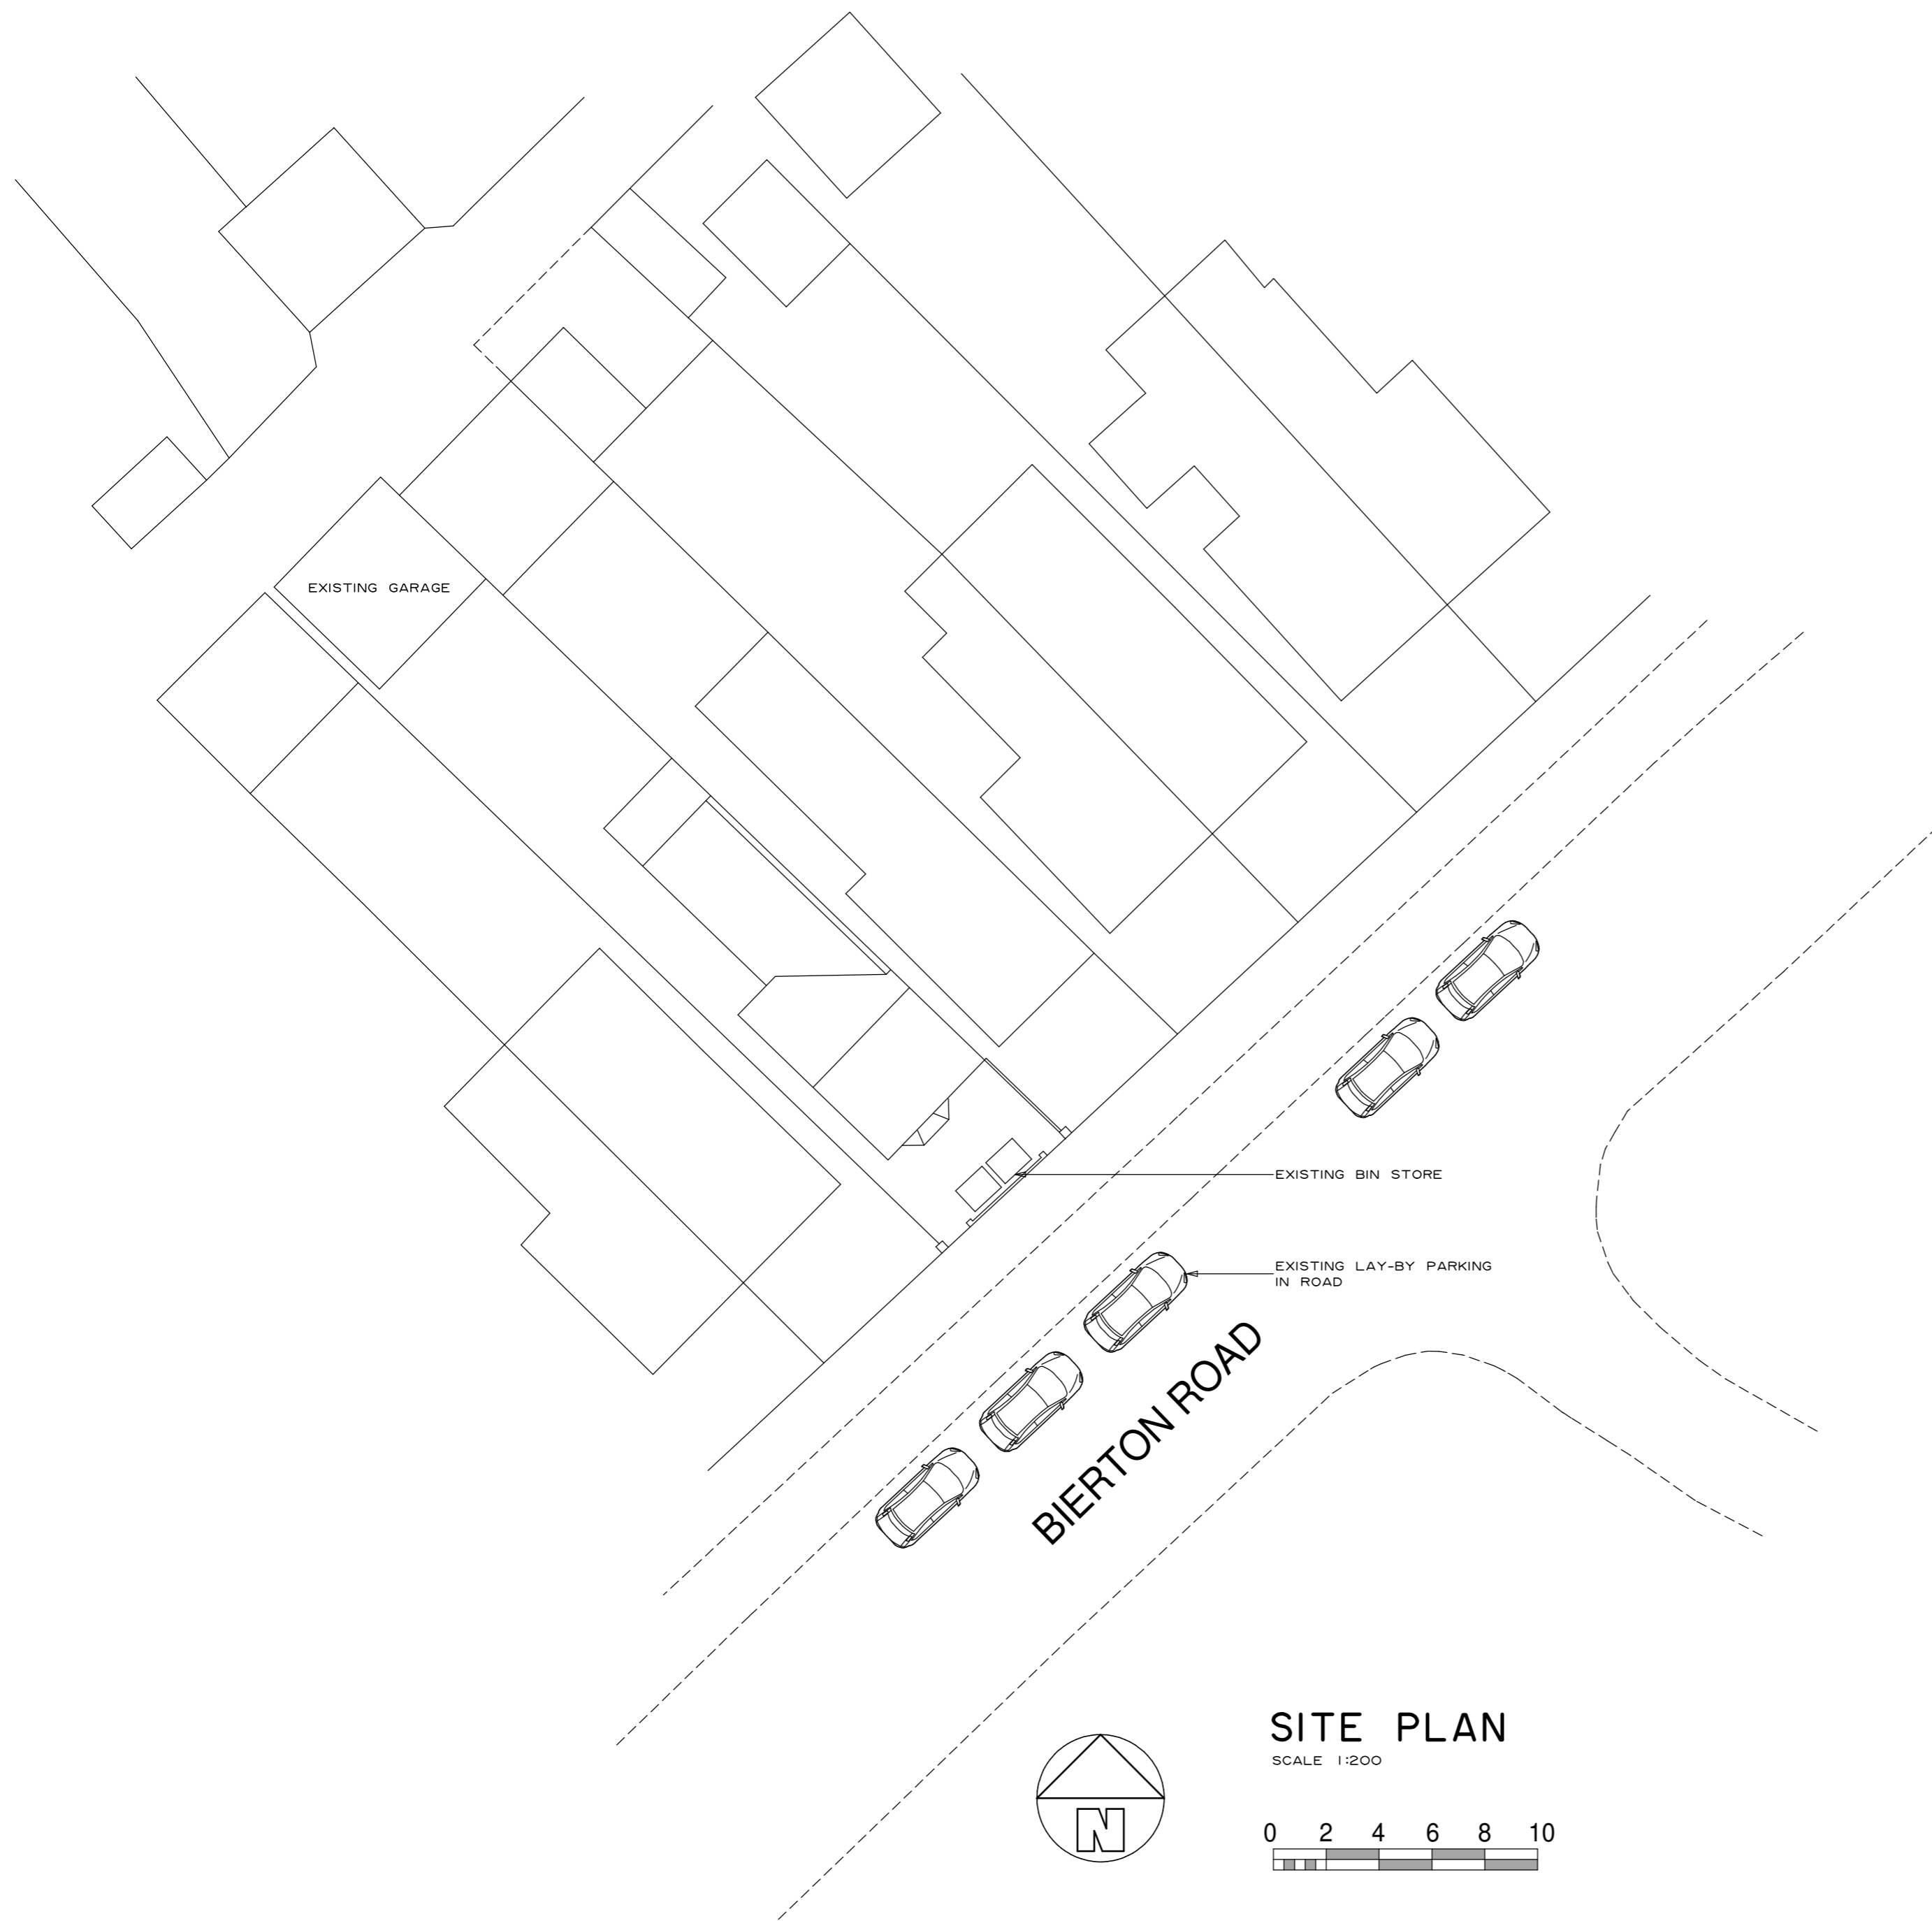 EXISTING GARAGE
EXISTING BIN STORE
EXISTING LAY-BY PARKING
IN ROAD
BIERTON ROAD
SITE PLAN
SCALE 1:200
N
0 2 4 6 8 10